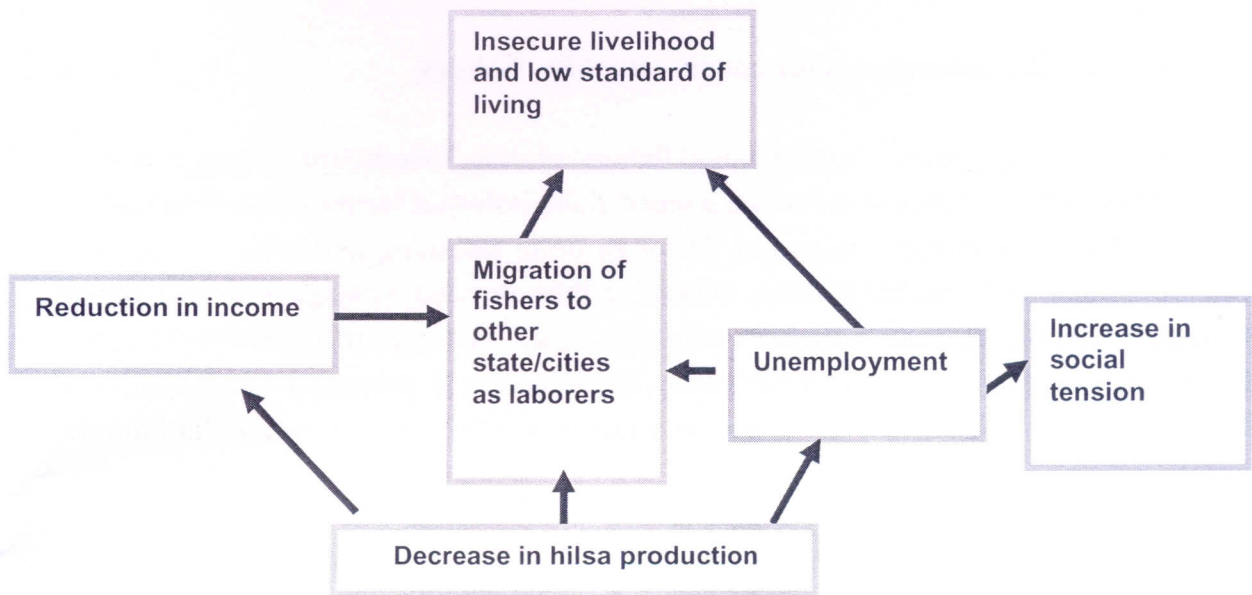 Insecure livelihood
and low standard of
living
Reduction in income
Migration of
fishers to
other
state/cities
as laborers
Unemployment
Increase in
social
tension
Decrease in hilsa production